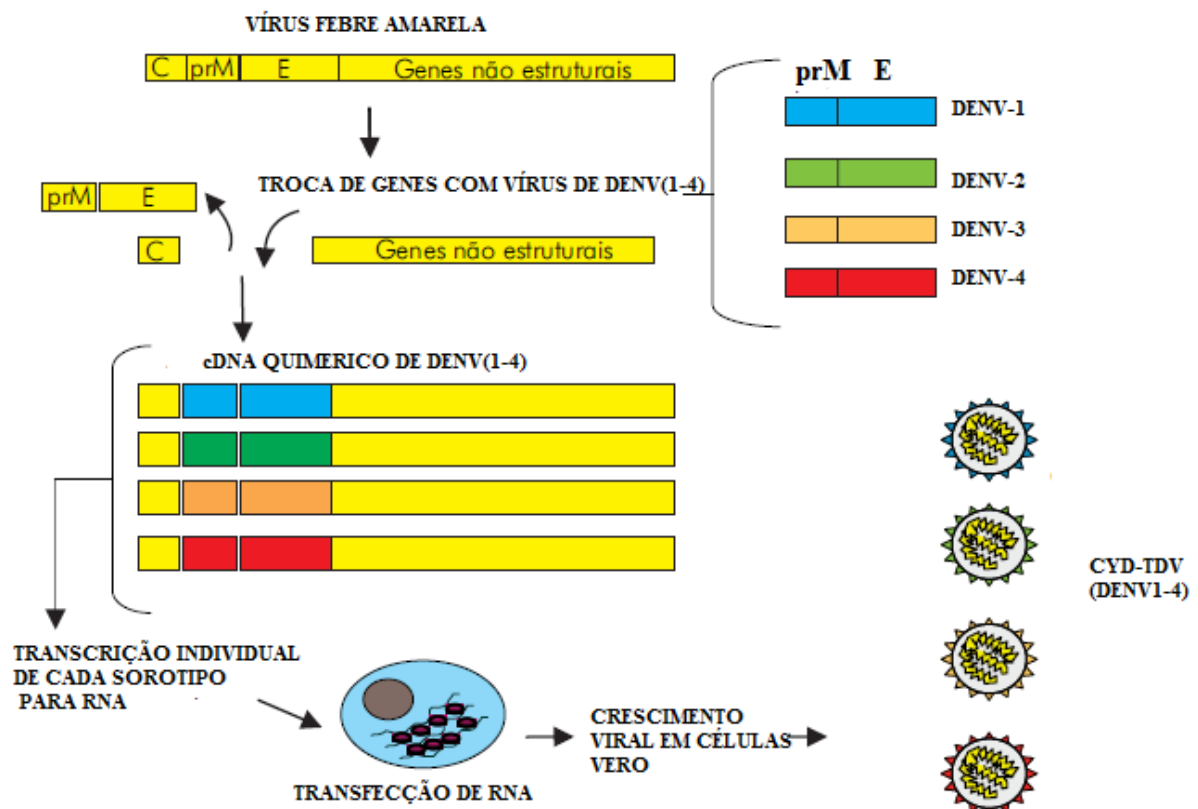 VÍRUS FEBRE AMARELA
C prM E Genes não estruturais
prM E
DENV-1
DENV-2
DENV-3
DENV-4
TROCA DE GENES COM VÍRUS DE DENV(1-4)
prM E
C Genes não estruturais
cDNA QUIMERICO DE DENV(1-4)
CYD-TDV
(DENV1-4)
TRANSCRIÇÃO INDIVIDUAL
DE CADA SOROTIPO
PARA RNA
TRANSFECÇÃO DE RNA
CRESCIMENTO
VIRAL EM CÉLULAS
VERO